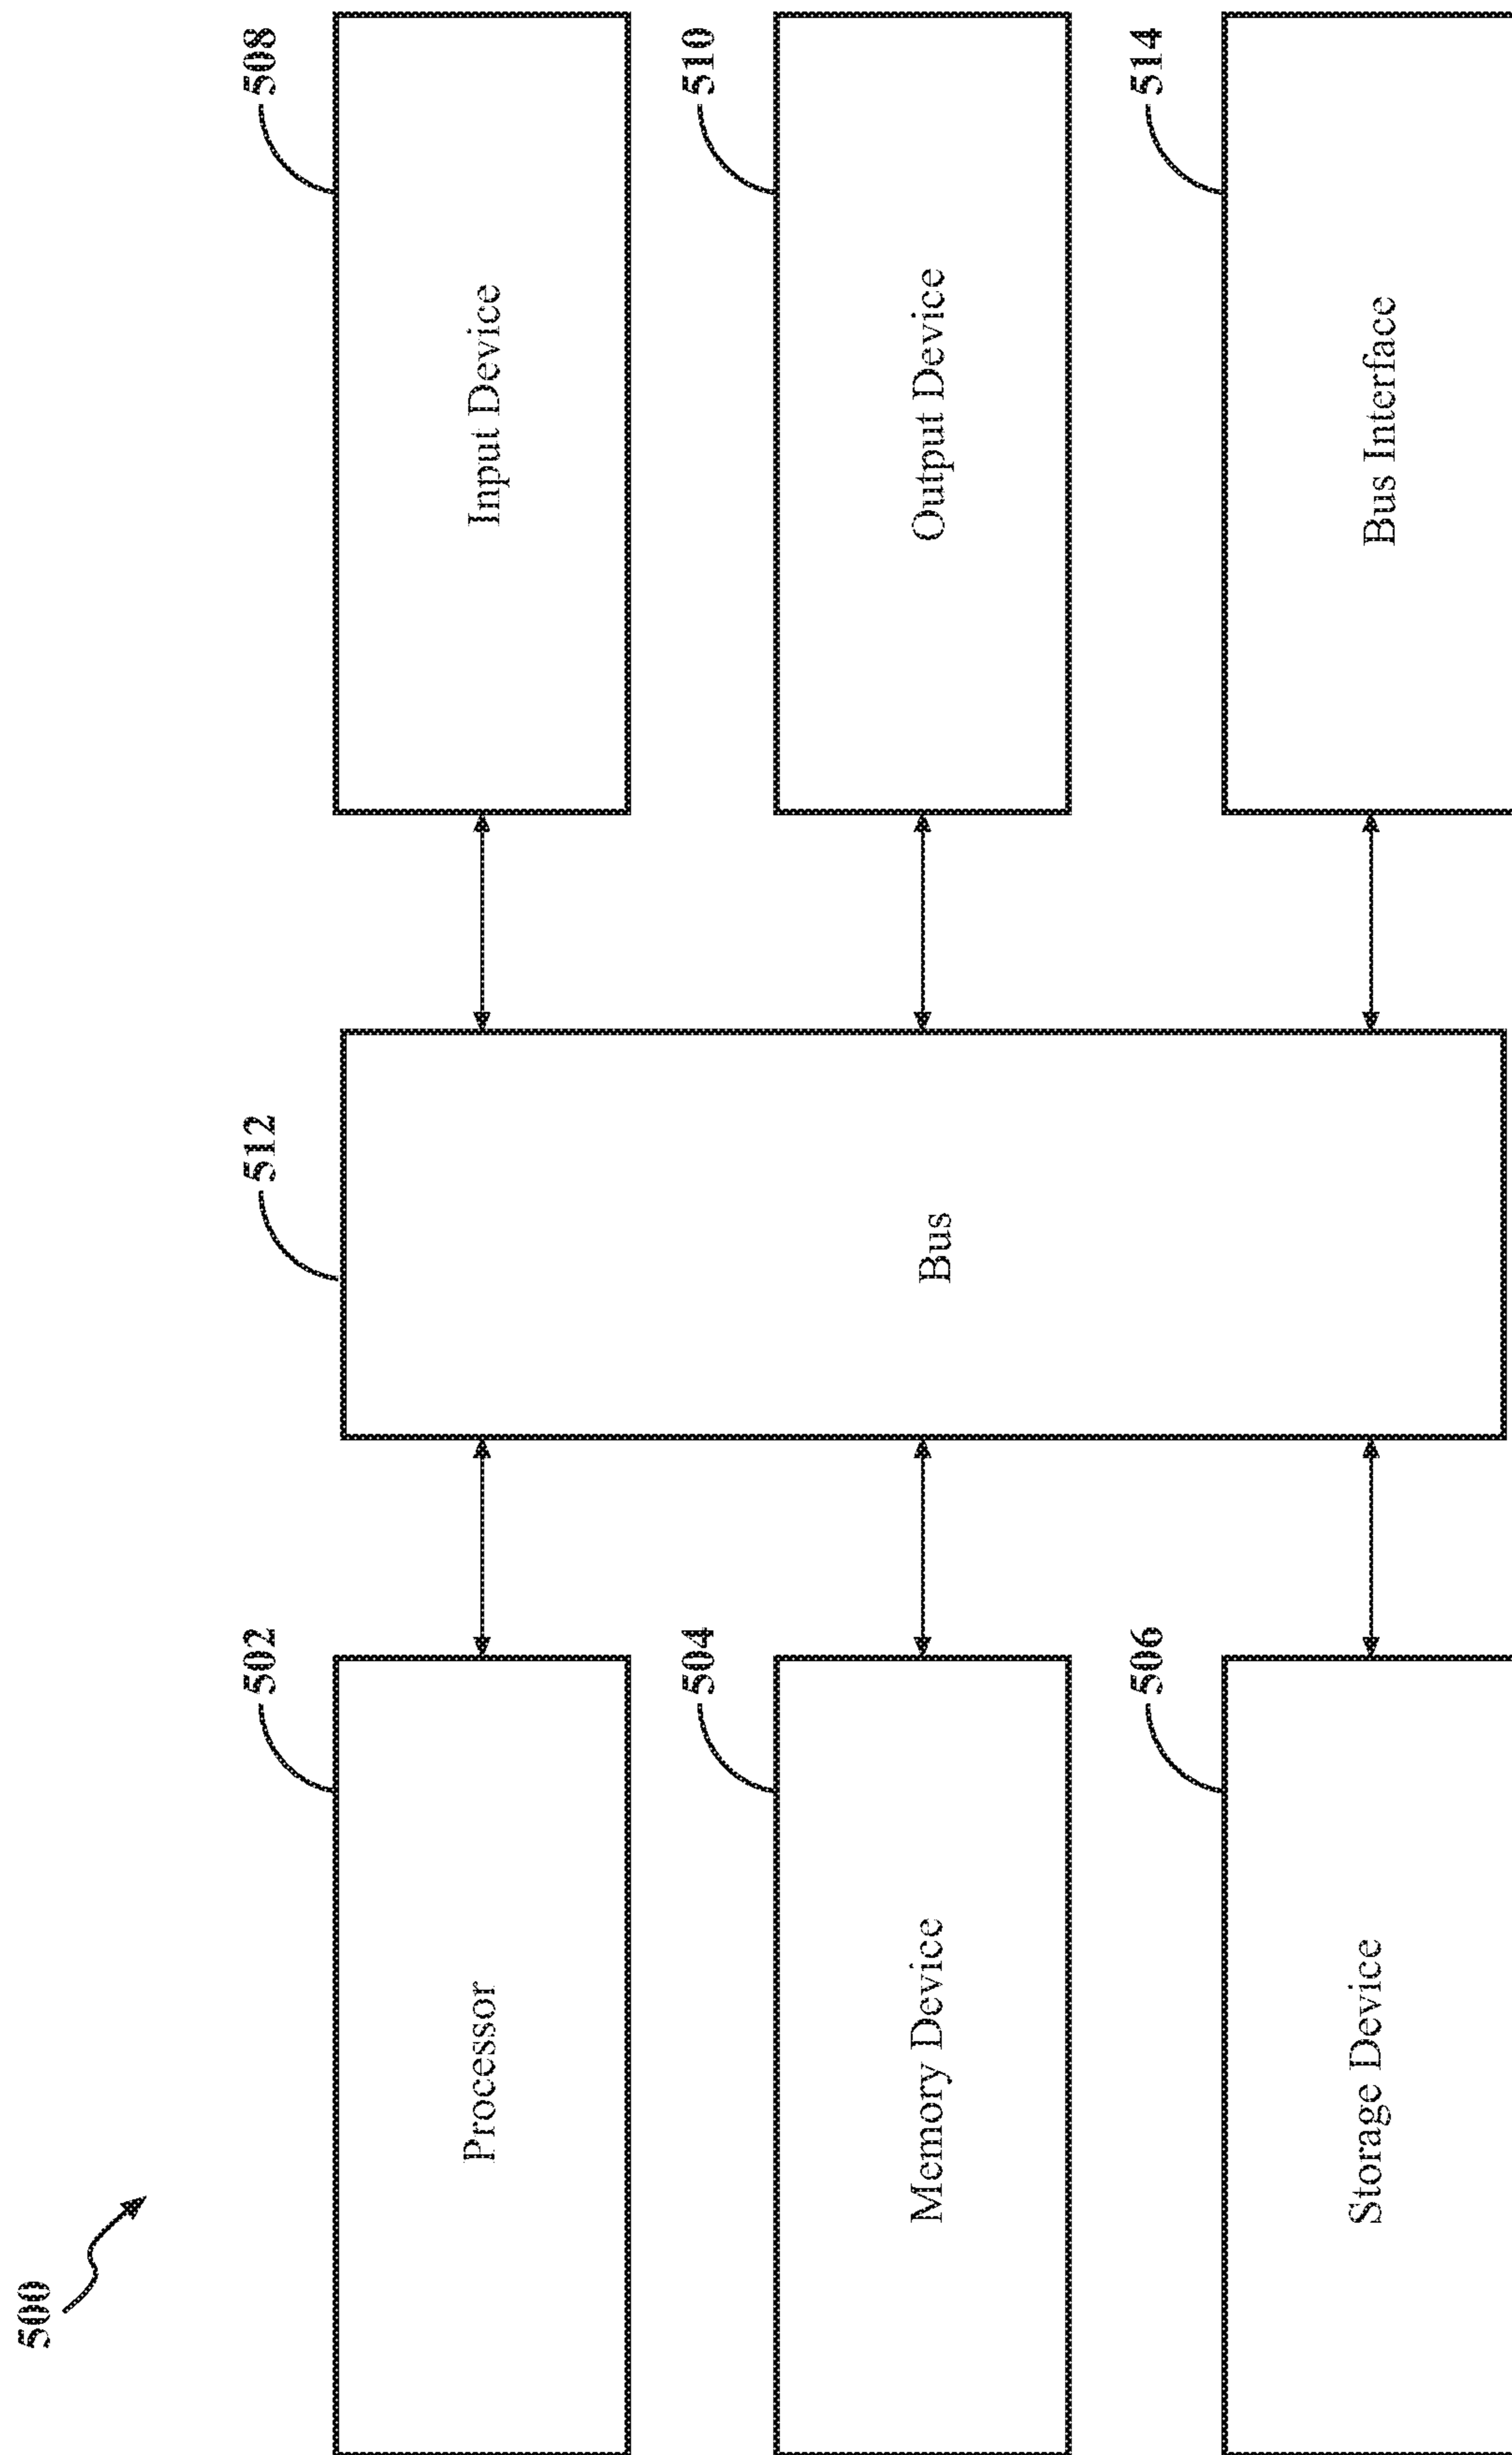 500
502
Processor
504
Memory Device
506
Storage Device
512
Bus
508
Input Device
510
Output Device
514
Bus Interface